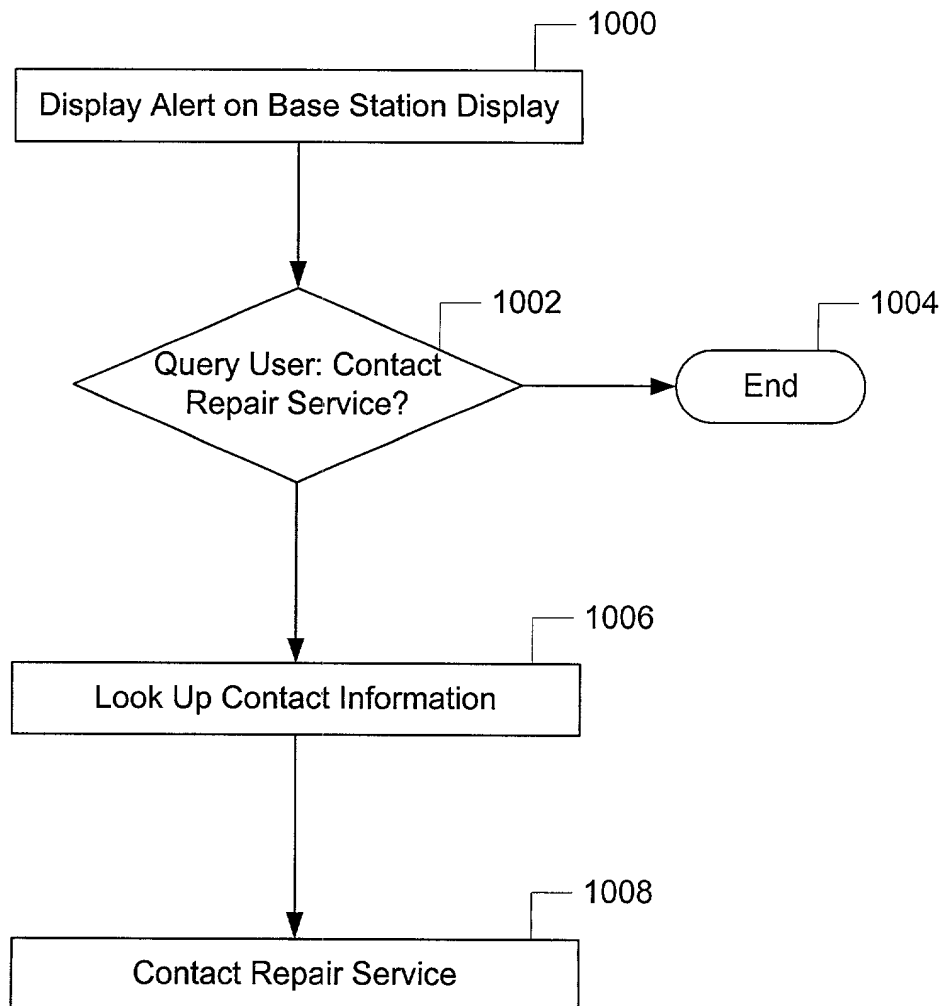 1000
Display Alert on Base Station Display
1002
Query User: Contact
Repair Service?
1004
End
1006
Look Up Contact Information
1008
Contact Repair Service